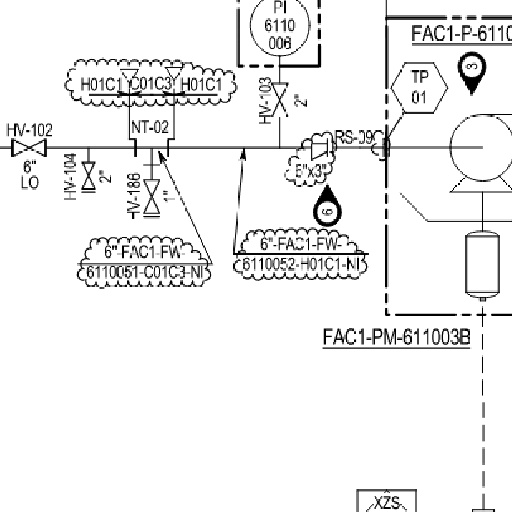 PI
6110
006
FAC1-P-6110
3
TP
01
H01C1
C01C3
H01C1
HV-103
2"
HV-102
6"
LO
NT-02
HV-104
2"
HV-186
1"
6"x3"
6
6"-FAC1-FW-
6110051-C01C3-NI
6"-FAC1-FW-
6110052-H01C1-NI
FAC1-PM-611003B
XZS